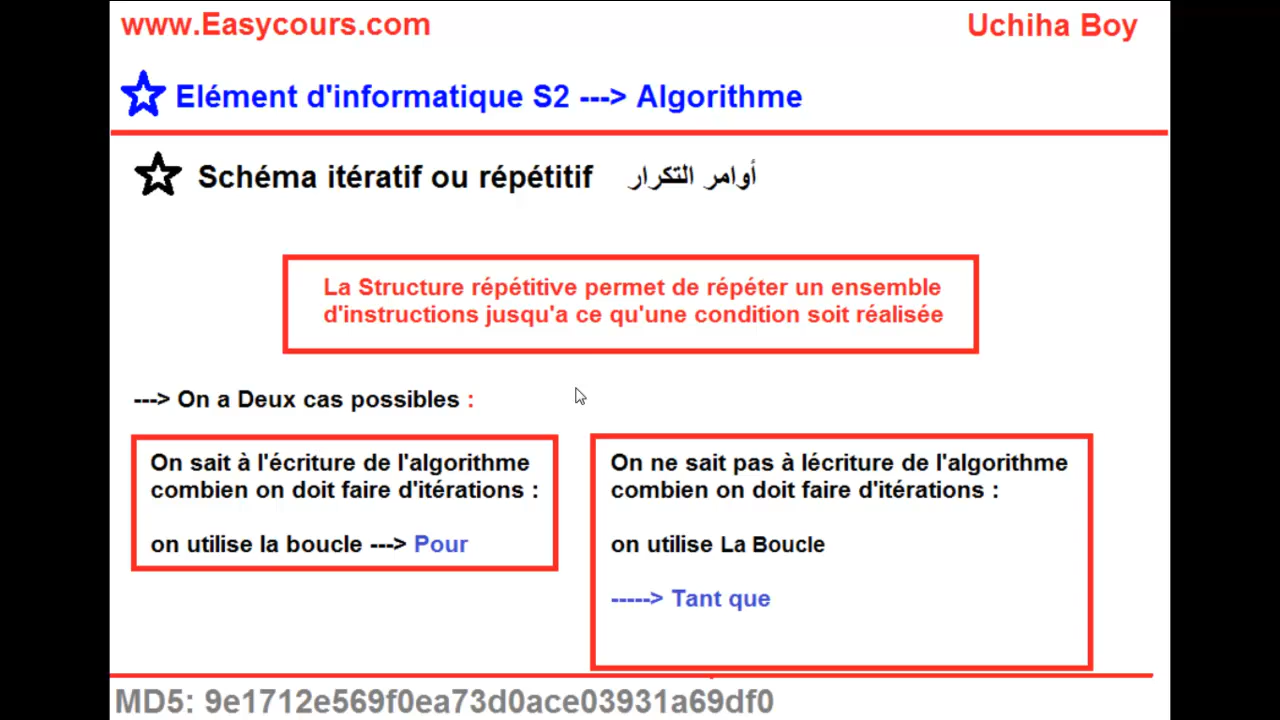 www.Easycours.com
Uchiha Boy
Elément d'informatique S2 ---> Algorithme
Schéma itératif ou répétitif أوامر التكرار
La Structure répétitive permet de répéter un ensemble
d'instructions jusqu'a ce qu'une condition soit réalisée
---> On a Deux cas possibles :
On sait à l'écriture de l'algorithme
combien on doit faire d'itérations :
on utilise la boucle ---> Pour
On ne sait pas à lécriture de l'algorithme
combien on doit faire d'itérations :
on utilise La Boucle
-----> Tant que
MD5: 9e1712e569f0ea73d0ace03931a69df0